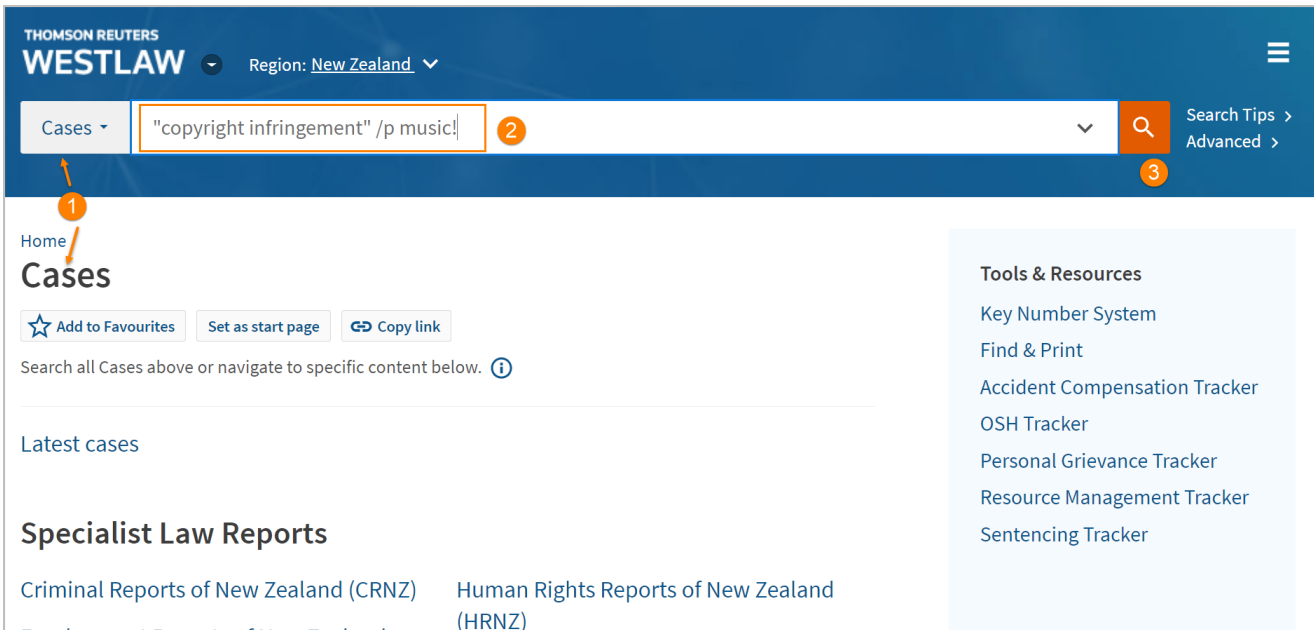 THOMSON REUTERS
WESTLAW
Region: New Zealand
Cases
"copyright infringement" /p music!
2
Search Tips
Advanced
3
1
Home
Cases
Add to Favourites
Set as start page
Copy link
Search all Cases above or navigate to specific content below.
Latest cases
Specialist Law Reports
Criminal Reports of New Zealand (CRNZ)
Human Rights Reports of New Zealand
(HRNZ)
Tools & Resources
Key Number System
Find & Print
Accident Compensation Tracker
OSH Tracker
Personal Grievance Tracker
Resource Management Tracker
Sentencing Tracker